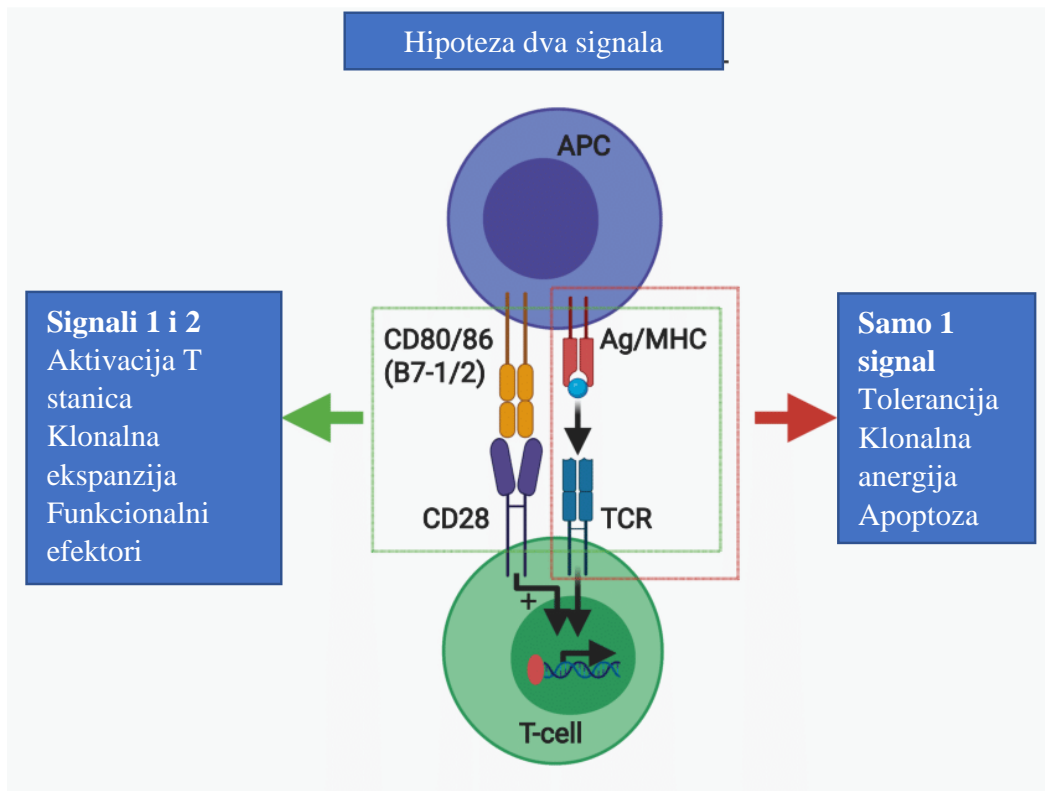 Hipoteza dva signala
APC
Signali 1 i 2
Aktivacija T
stanica
Klonalna
ekspanzija
Funkcionalni
efektori
CD80/86
(B7-1/2)
Ag/MHC
CD28
TCR
+
T-cell
Samo 1
signal
Tolerancija
Klonalna
anergija
Apoptoza